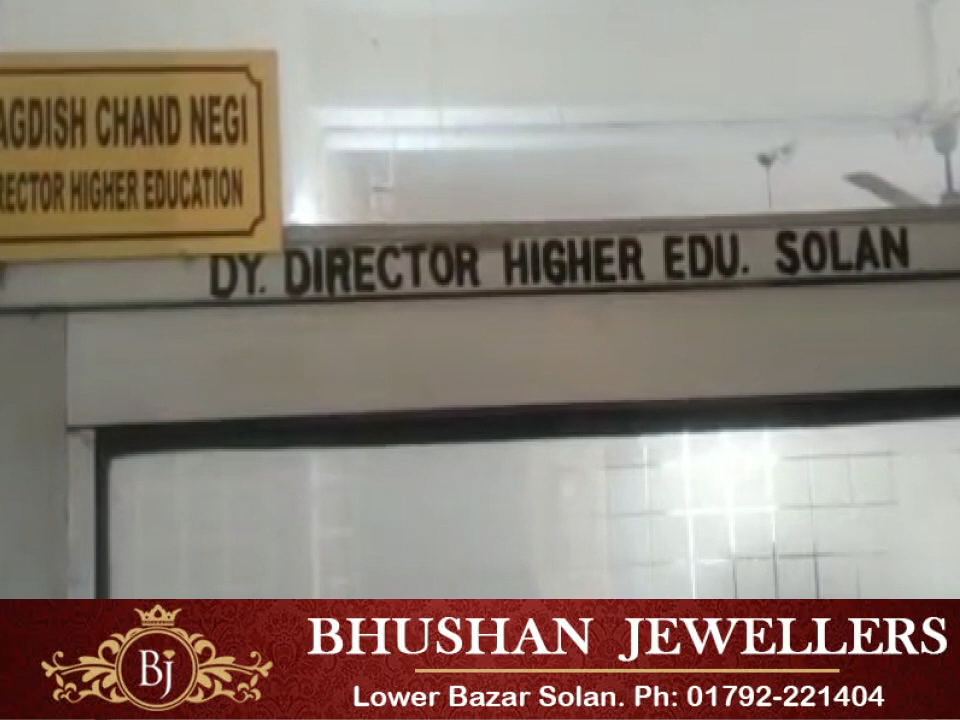 AGDISH CHAND NEGI
RECTOR HIGHER EDUCATION
DY. DIRECTOR HIGHER EDU. SOLAN
Bj
BHUSHAN JEWELLERS
Lower Bazar Solan. Ph: 01792-221404